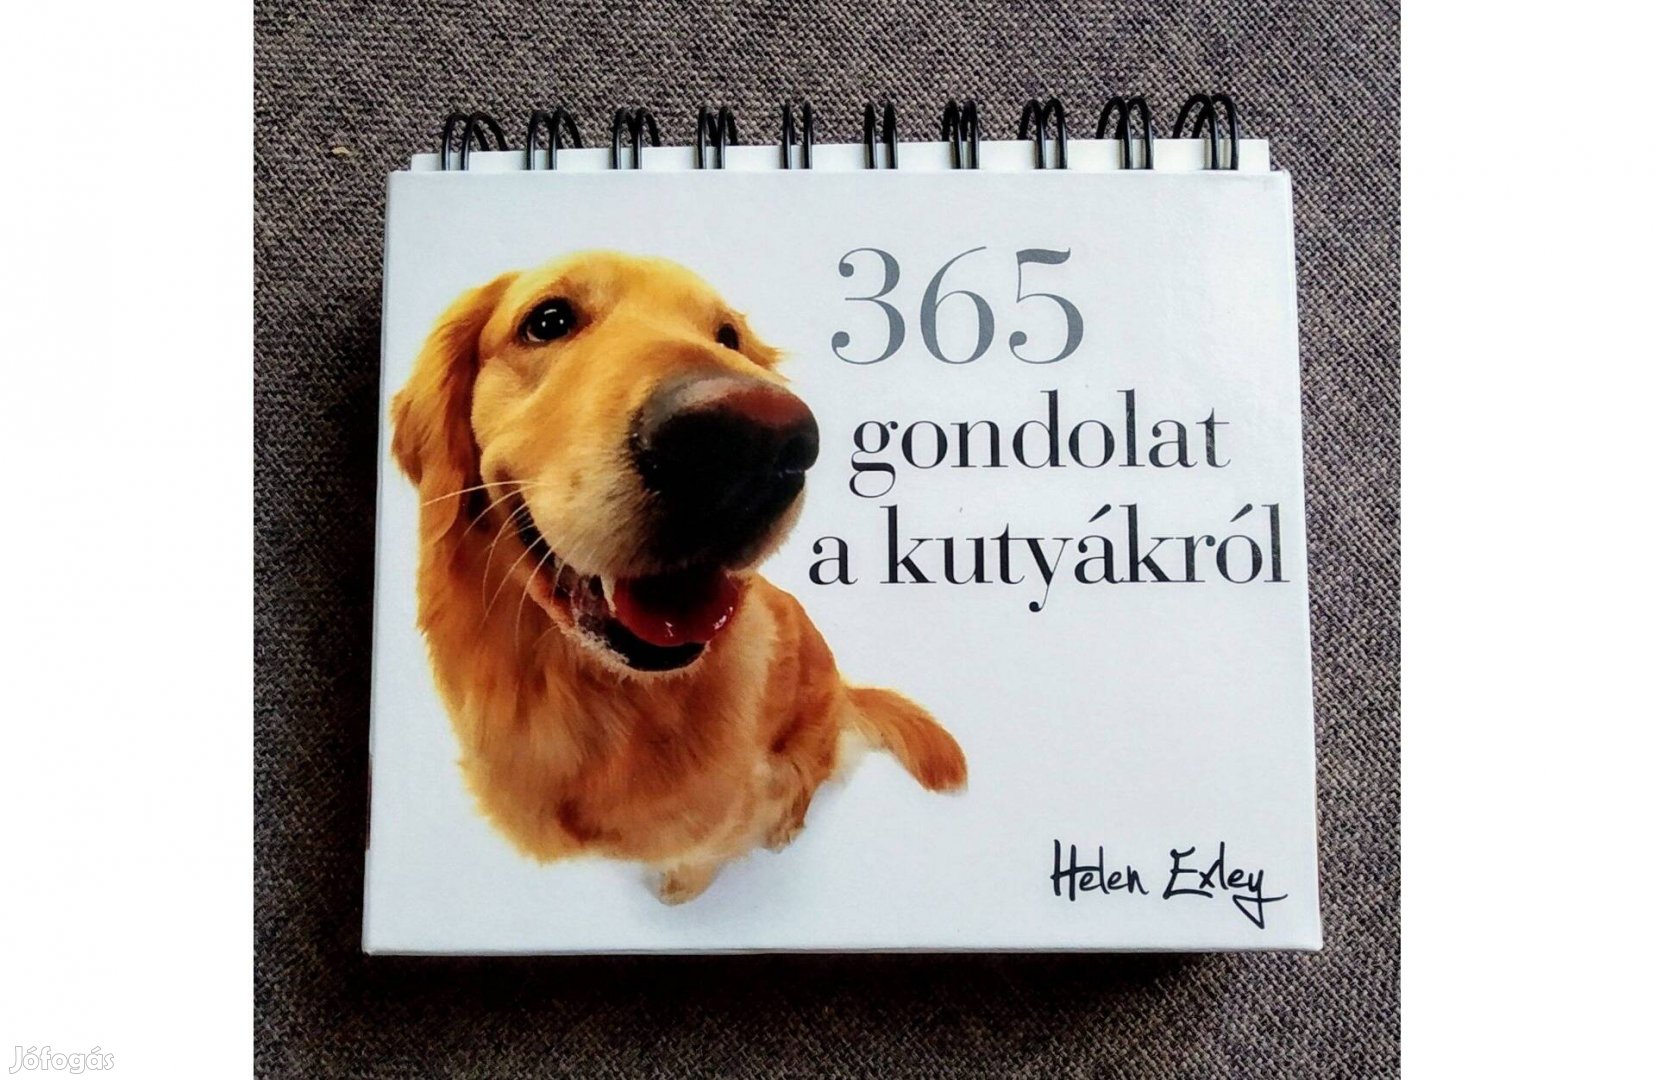 365
gondolat
a kutyákról
Helen Exley
Jófogás